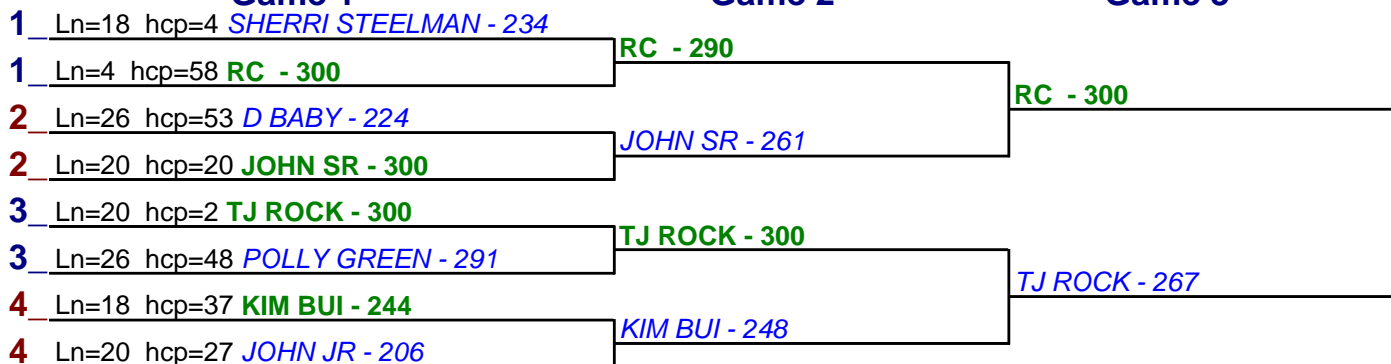 1_ Ln=18 hcp=4 SHERRI STEELMAN - 234
RC - 290
1_ Ln=4 hcp=58 RC - 300
RC - 300
2_ Ln=26 hcp=53 D BABY - 224
JOHN SR - 261
2_ Ln=20 hcp=20 JOHN SR - 300
3_ Ln=20 hcp=2 TJ ROCK - 300
TJ ROCK - 300
3_ Ln=26 hcp=48 POLLY GREEN - 291
TJ ROCK - 267
4_ Ln=18 hcp=37 KIM BUI - 244
KIM BUI - 248
4 Ln=20 hcp=27 JOHN JR - 206